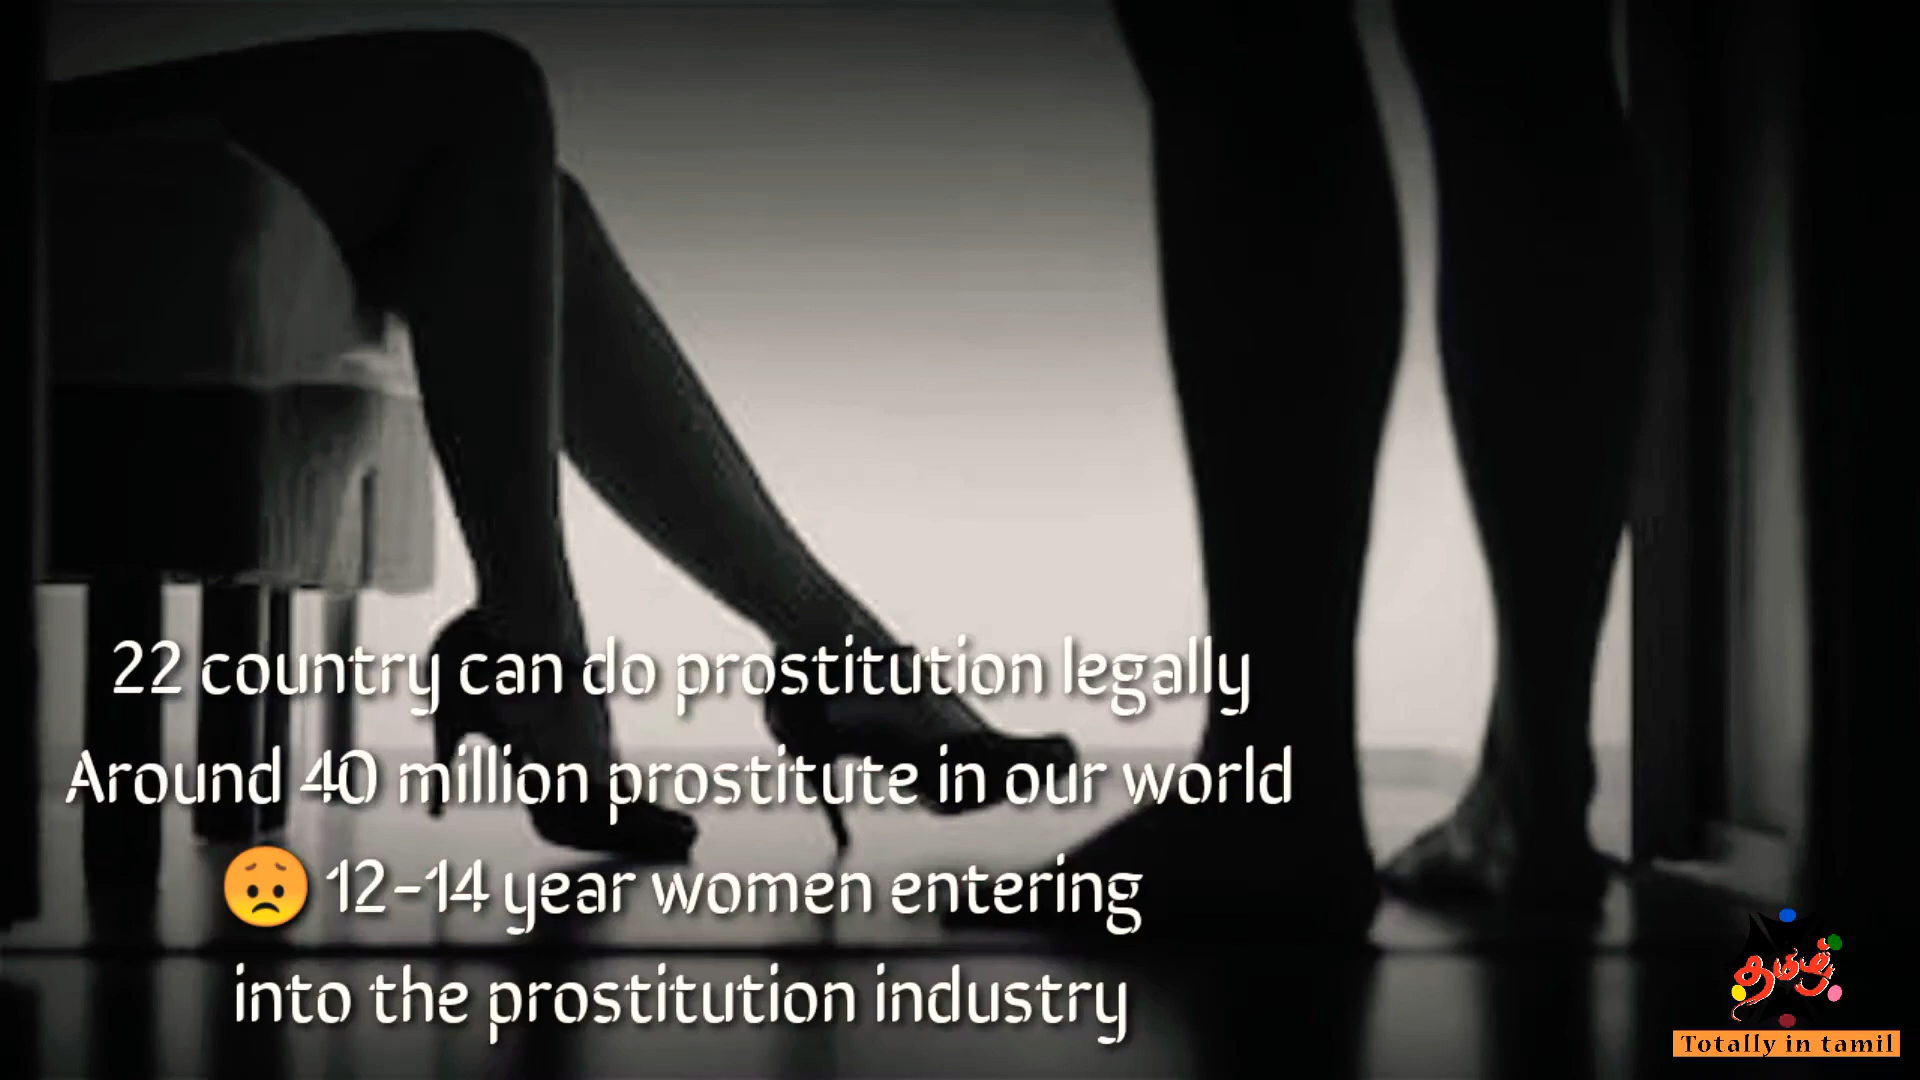 22 country can do prostitution legally
Around 40 million prostitute in our world
😞 12-14 year women entering
into the prostitution industry
தமிழ்
Totally in tamil